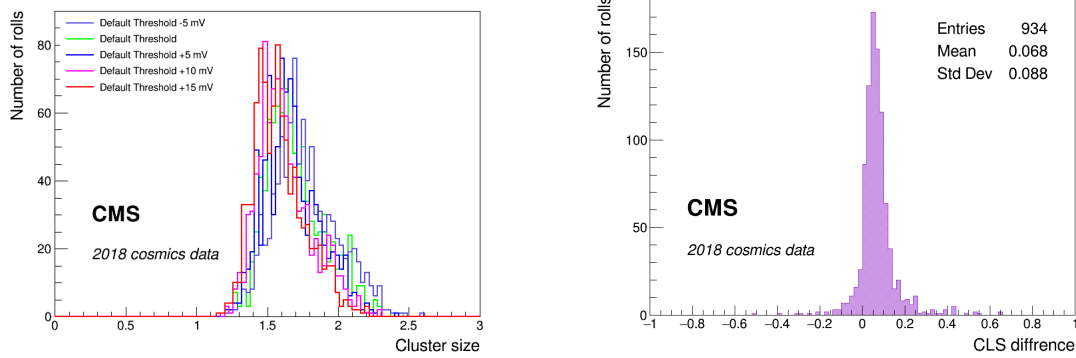 Number of rolls
80
60
40
20
0
Default Threshold -5 mV
Default Threshold
Default Threshold +5 mV
Default Threshold +10 mV
Default Threshold +15 mV
CMS
2018 cosmics data
0 0.5 1 1.5 2 2.5 3
Cluster size
Number of rolls
150
100
50
0
Entries 934
Mean 0.068
Std Dev 0.088
CMS
2018 cosmics data
−1 −0.8 −0.6 −0.4 −0.2 0 0.2 0.4 0.6 0.8 1
CLS diffrence